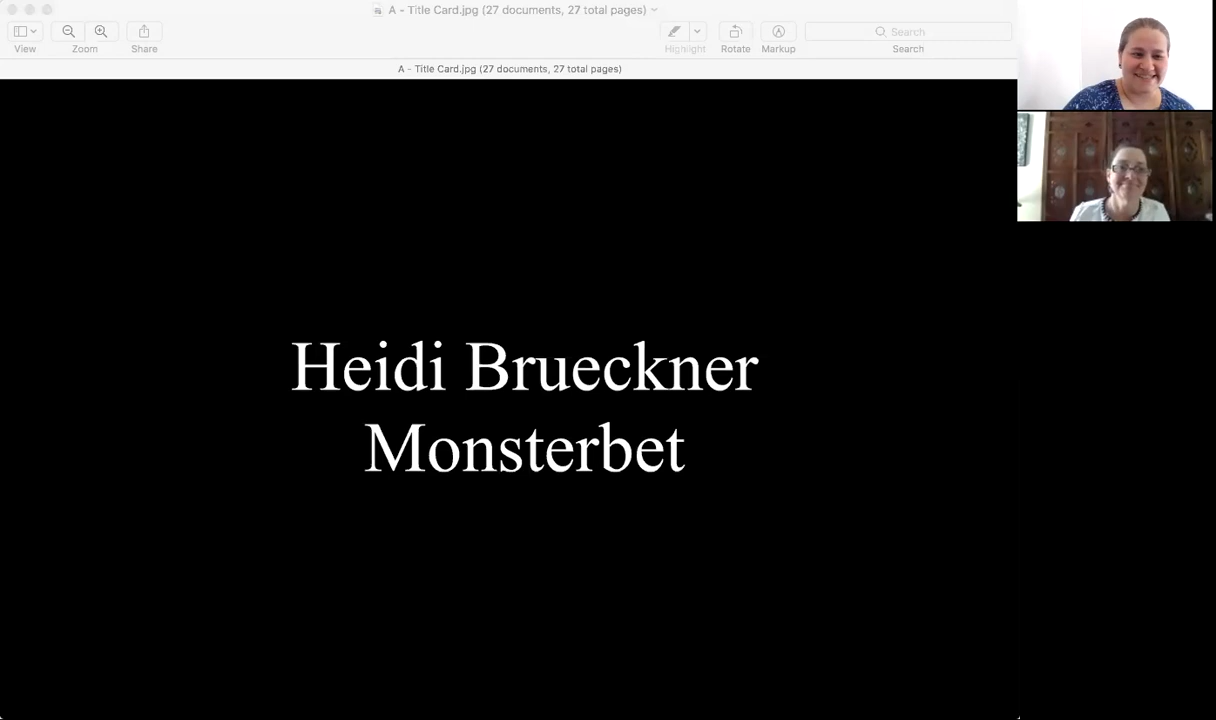 A - Title Card.jpg (27 documents, 27 total pages)
View
Zoom
Share
Highlight
Rotate
Markup
Search
Search
A - Title Card.jpg (27 documents, 27 total pages)
Heidi Brueckner
Monsterbet